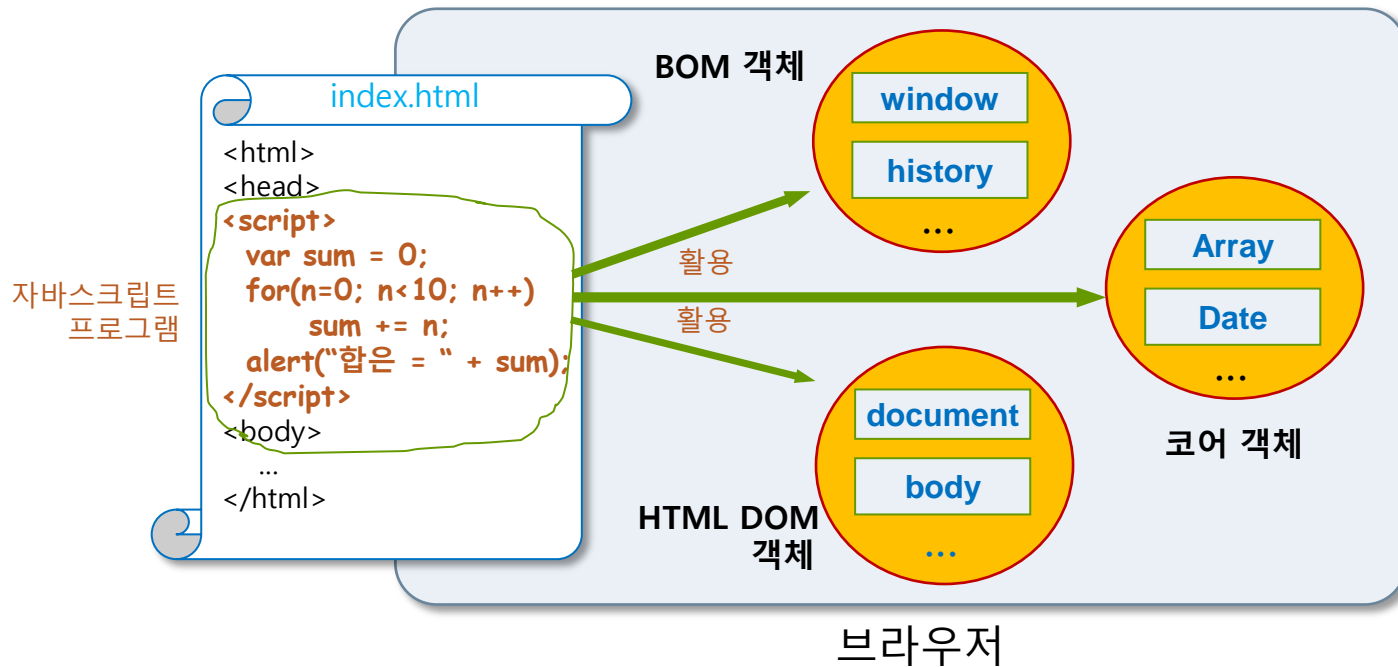 index.html
<html>
<head>
<script>
var sum = 0;
for(n=0; n<10; n++)
sum += n;
alert(“합은 = “ + sum);
</script>
<body>
...
</html>
자바스크립트
프로그램
활용
활용
BOM 객체
window
history
...
Array
Date
...
코어 객체
document
body
...
HTML DOM
객체
브라우저